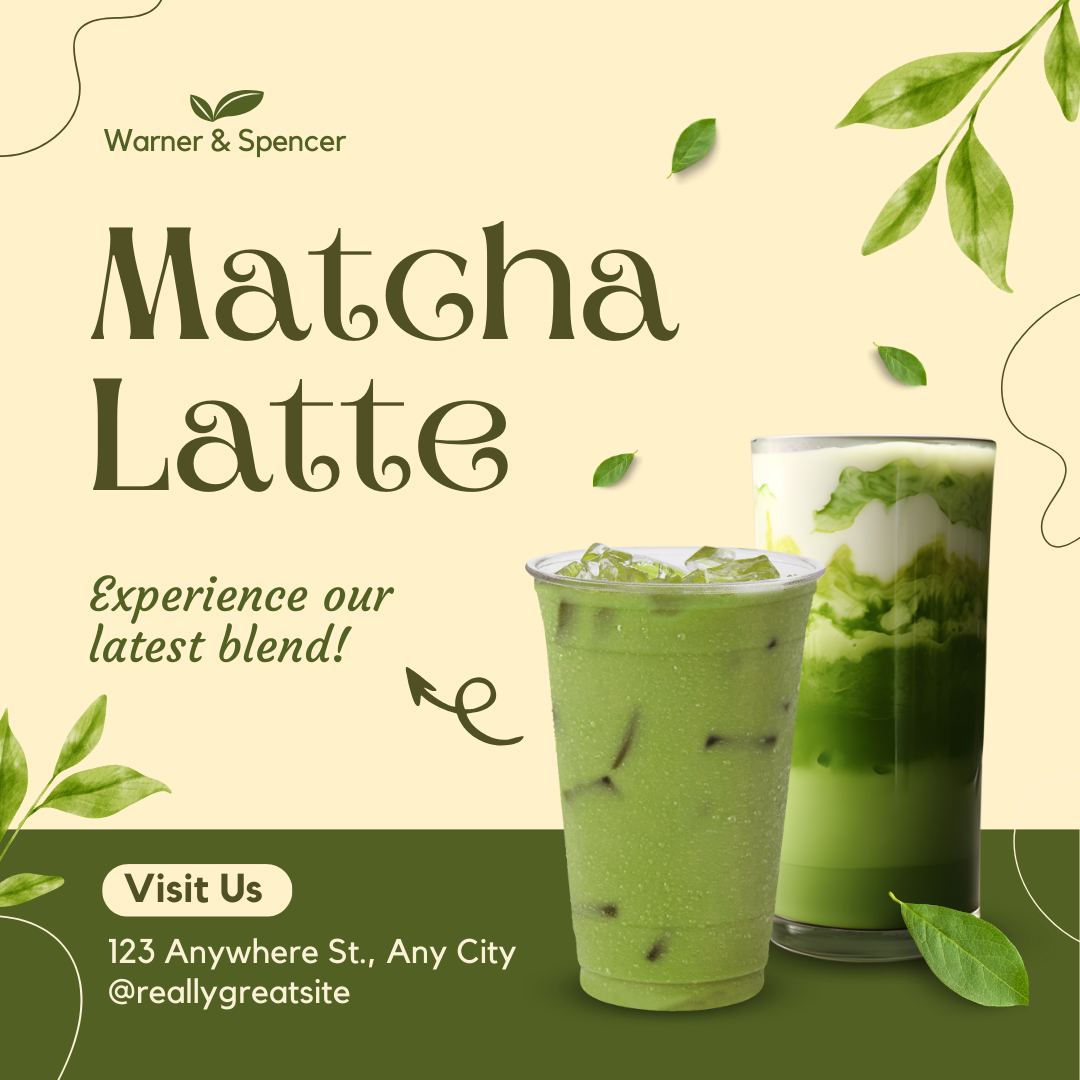 Warner & Spencer
Matcha
Latte
Experience our
latest blend!
Visit Us
123 Anywhere St., Any City
@reallygreatsite